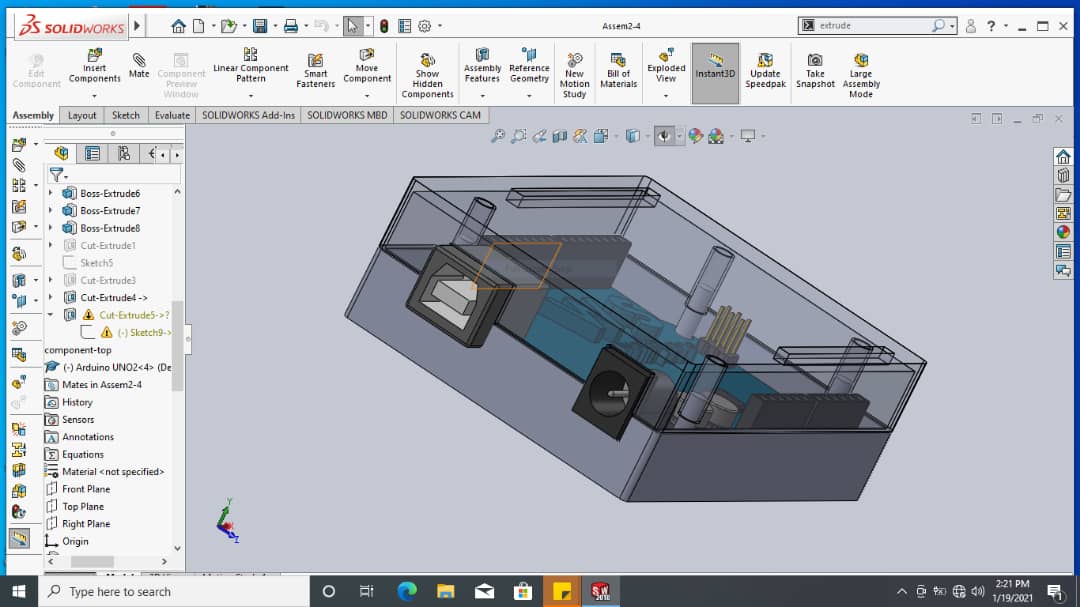 SOLIDWORKS
Assem2-4
extrude
Edit Component
Insert Components
Mate
Component Preview Window
Linear Component Pattern
Smart Fasteners
Move Component
Show Hidden Components
Assembly Features
Reference Geometry
New Motion Study
Bill of Materials
Exploded View
Instant3D
Update Speedpak
Take Snapshot
Large Assembly Mode
Assembly
Layout
Sketch
Evaluate
SOLIDWORKS Add-Ins
SOLIDWORKS MBD
SOLIDWORKS CAM
Boss-Extrude6
Boss-Extrude7
Boss-Extrude8
Cut-Extrude1
Sketch5
Cut-Extrude3
Cut-Extrude4 ->
Cut-Extrude5->?
(-) Sketch9->
component-top
(-) Arduino UNO2<4> (De
Mates in Assem2-4
History
Sensors
Annotations
Equations
Material <not specified>
Front Plane
Top Plane
Right Plane
Origin
Y
Z
Type here to search
SW
2018
2:21 PM
1/19/2021
1